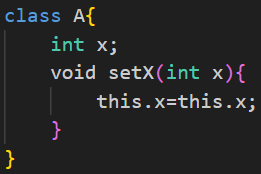 class A{
    int x;
    void setX(int x){
        this.x=this.x;
    }
}